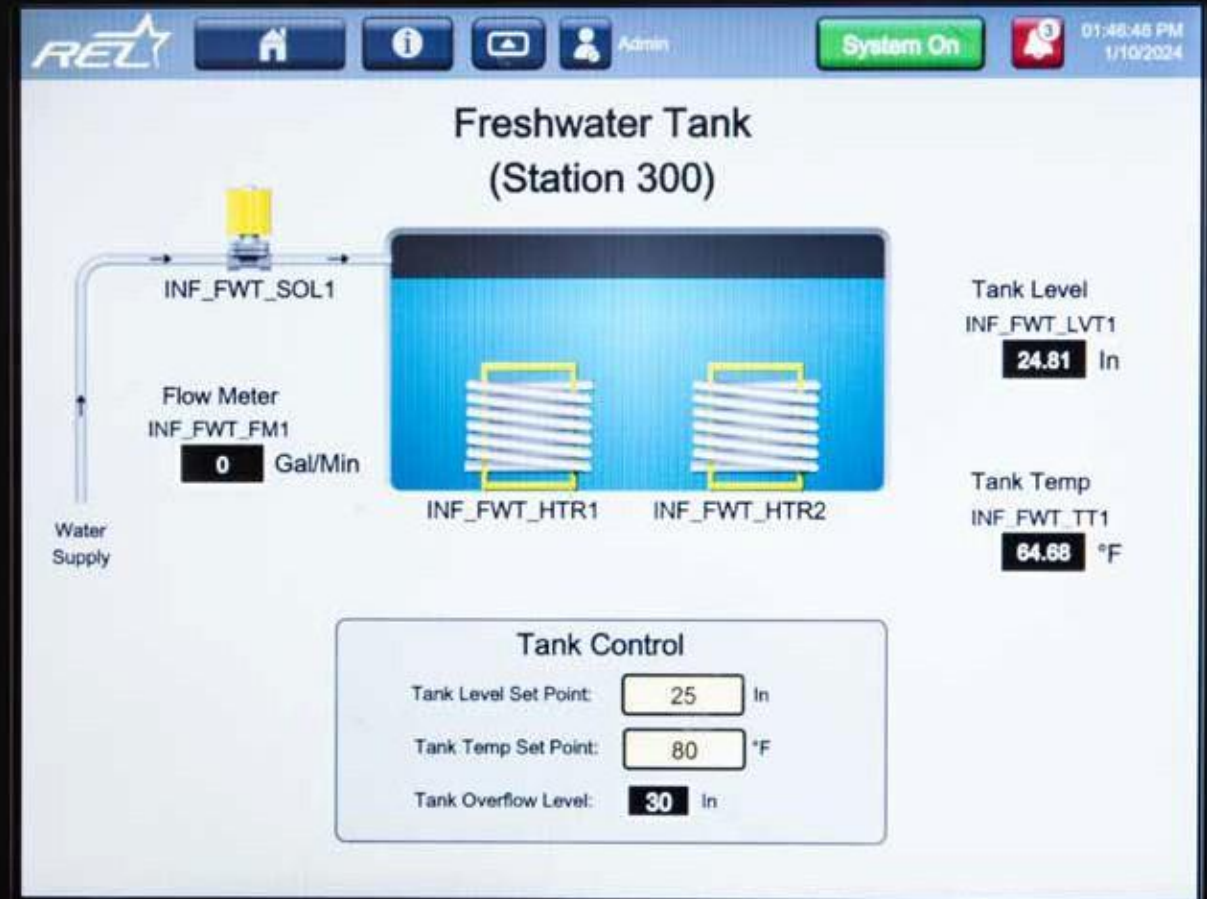 REZ
Admin
System On
3
01:46:46 PM
1/10/2024
Freshwater Tank
(Station 300)
INF_FWT_SOL1
Tank Level
INF_FWT_LVT1
24.81 In
Flow Meter
INF_FWT_FM1
0 Gal/Min
INF_FWT_HTR1
INF_FWT_HTR2
Tank Temp
INF_FWT_TT1
64.68 °F
Water
Supply
Tank Control
Tank Level Set Point: 25 In
Tank Temp Set Point: 80 °F
Tank Overflow Level: 30 In